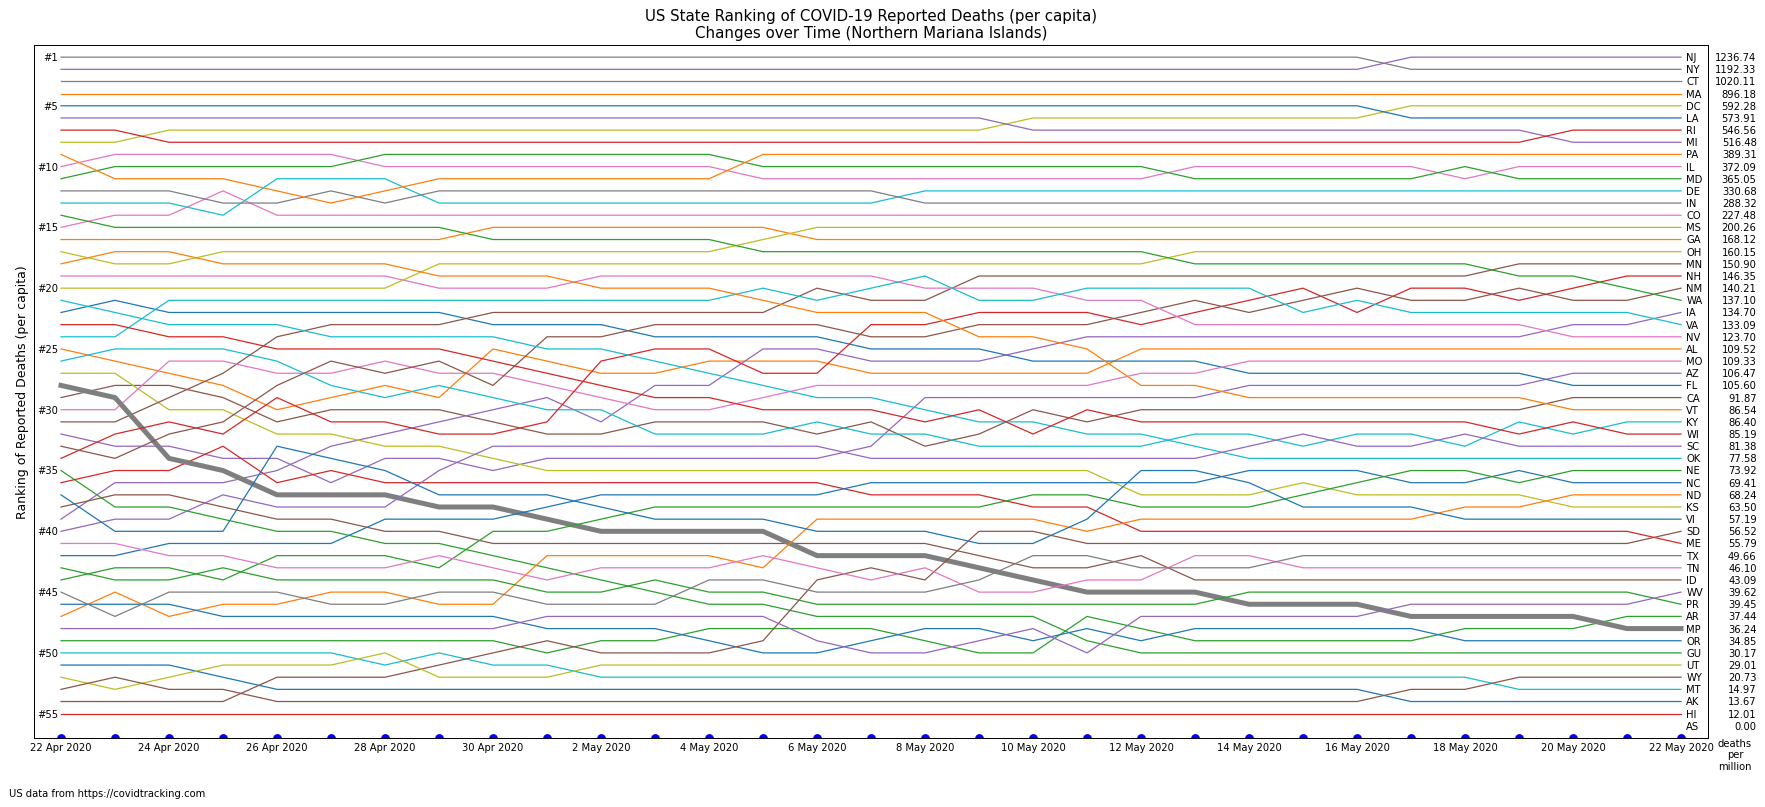 US State Ranking of COVID-19 Reported Deaths (per capita)
Changes over Time (Northern Mariana Islands)
Ranking of Reported Deaths (per capita)
#1
#5
#10
#15
#20
#25
#30
#35
#40
#45
#50
#55
NJ 1236.74
NY 1192.33
CT 1020.11
MA 896.18
DC 592.28
LA 573.91
RI 546.56
MI 516.48
PA 389.31
IL 372.09
MD 365.05
DE 330.68
IN 288.32
CO 227.48
MS 200.26
GA 168.12
OH 160.15
MN 150.90
NH 146.35
NM 140.21
WA 137.10
IA 134.70
VA 133.09
NV 123.70
AL 109.52
MO 109.33
AZ 106.47
FL 105.60
CA 91.87
VT 86.54
KY 86.40
WI 85.19
SC 81.38
OK 77.58
NE 73.92
NC 69.41
ND 68.24
KS 63.50
VI 57.19
SD 56.52
ME 55.79
TX 49.66
TN 46.10
ID 43.09
WV 39.62
PR 39.45
AR 37.44
MP 36.24
OR 34.85
GU 30.17
UT 29.01
WY 20.73
MT 14.97
AK 13.67
HI 12.01
AS 0.00
22 Apr 2020 24 Apr 2020 26 Apr 2020 28 Apr 2020 30 Apr 2020 2 May 2020 4 May 2020 6 May 2020 8 May 2020 10 May 2020 12 May 2020 14 May 2020 16 May 2020 18 May 2020 20 May 2020 22 May 2020
deaths
per
million
US data from https://covidtracking.com